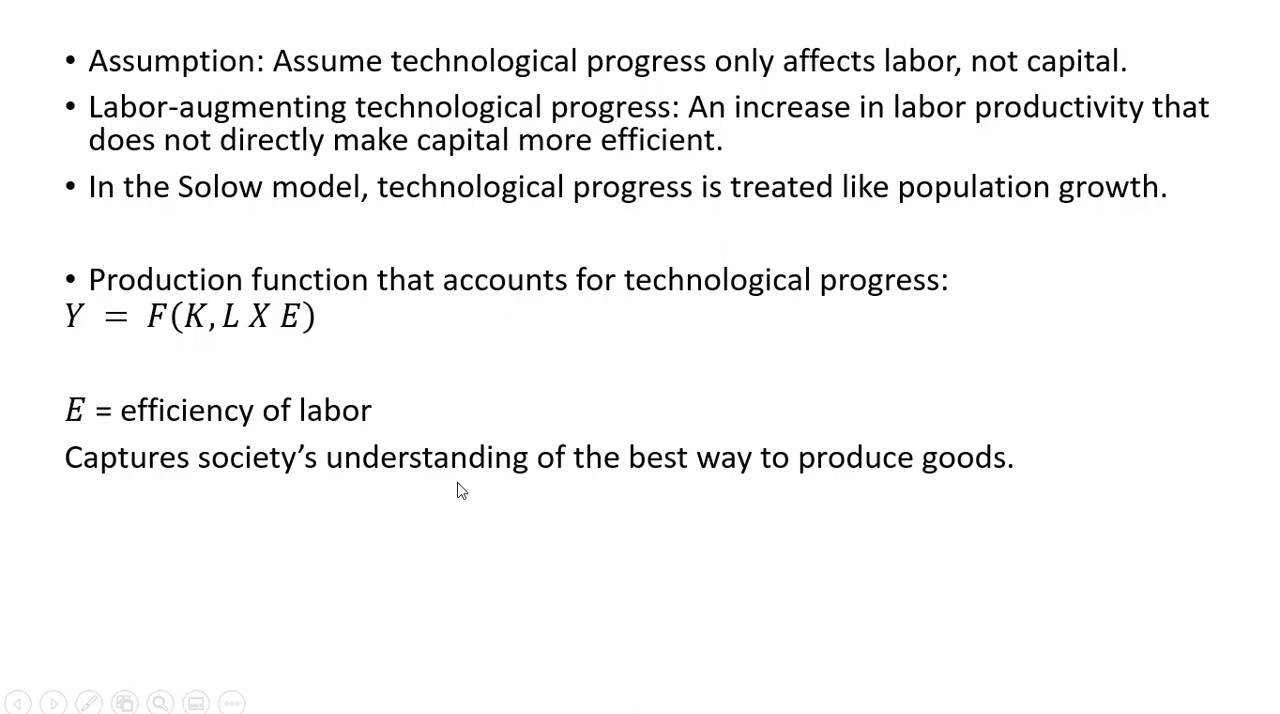 • Assumption: Assume technological progress only affects labor, not capital.
• Labor-augmenting technological progress: An increase in labor productivity that
does not directly make capital more efficient.
• In the Solow model, technological progress is treated like population growth.
• Production function that accounts for technological progress:
Y = F(K, L X E)
E = efficiency of labor
Captures society’s understanding of the best way to produce goods.